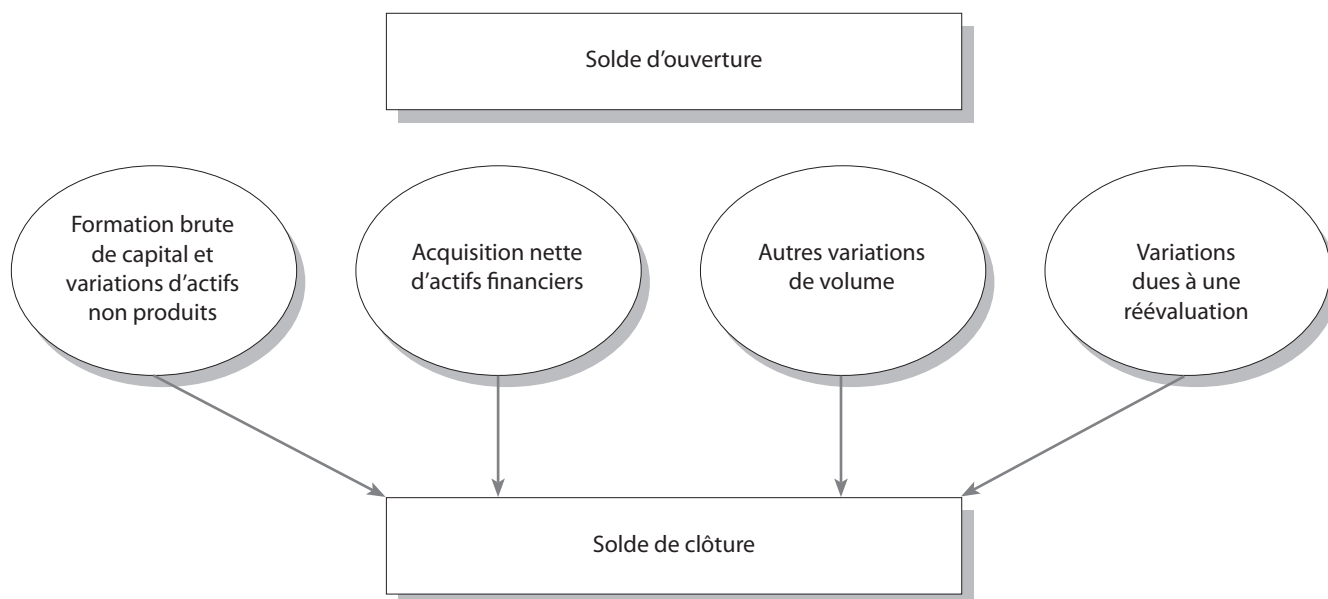 Solde d’ouverture
Formation brute
de capital et
variations d’actifs
non produits
Acquisition nette
d’actifs financiers
Autres variations
de volume
Variations
dues à une
réévaluation
Solde de clôture